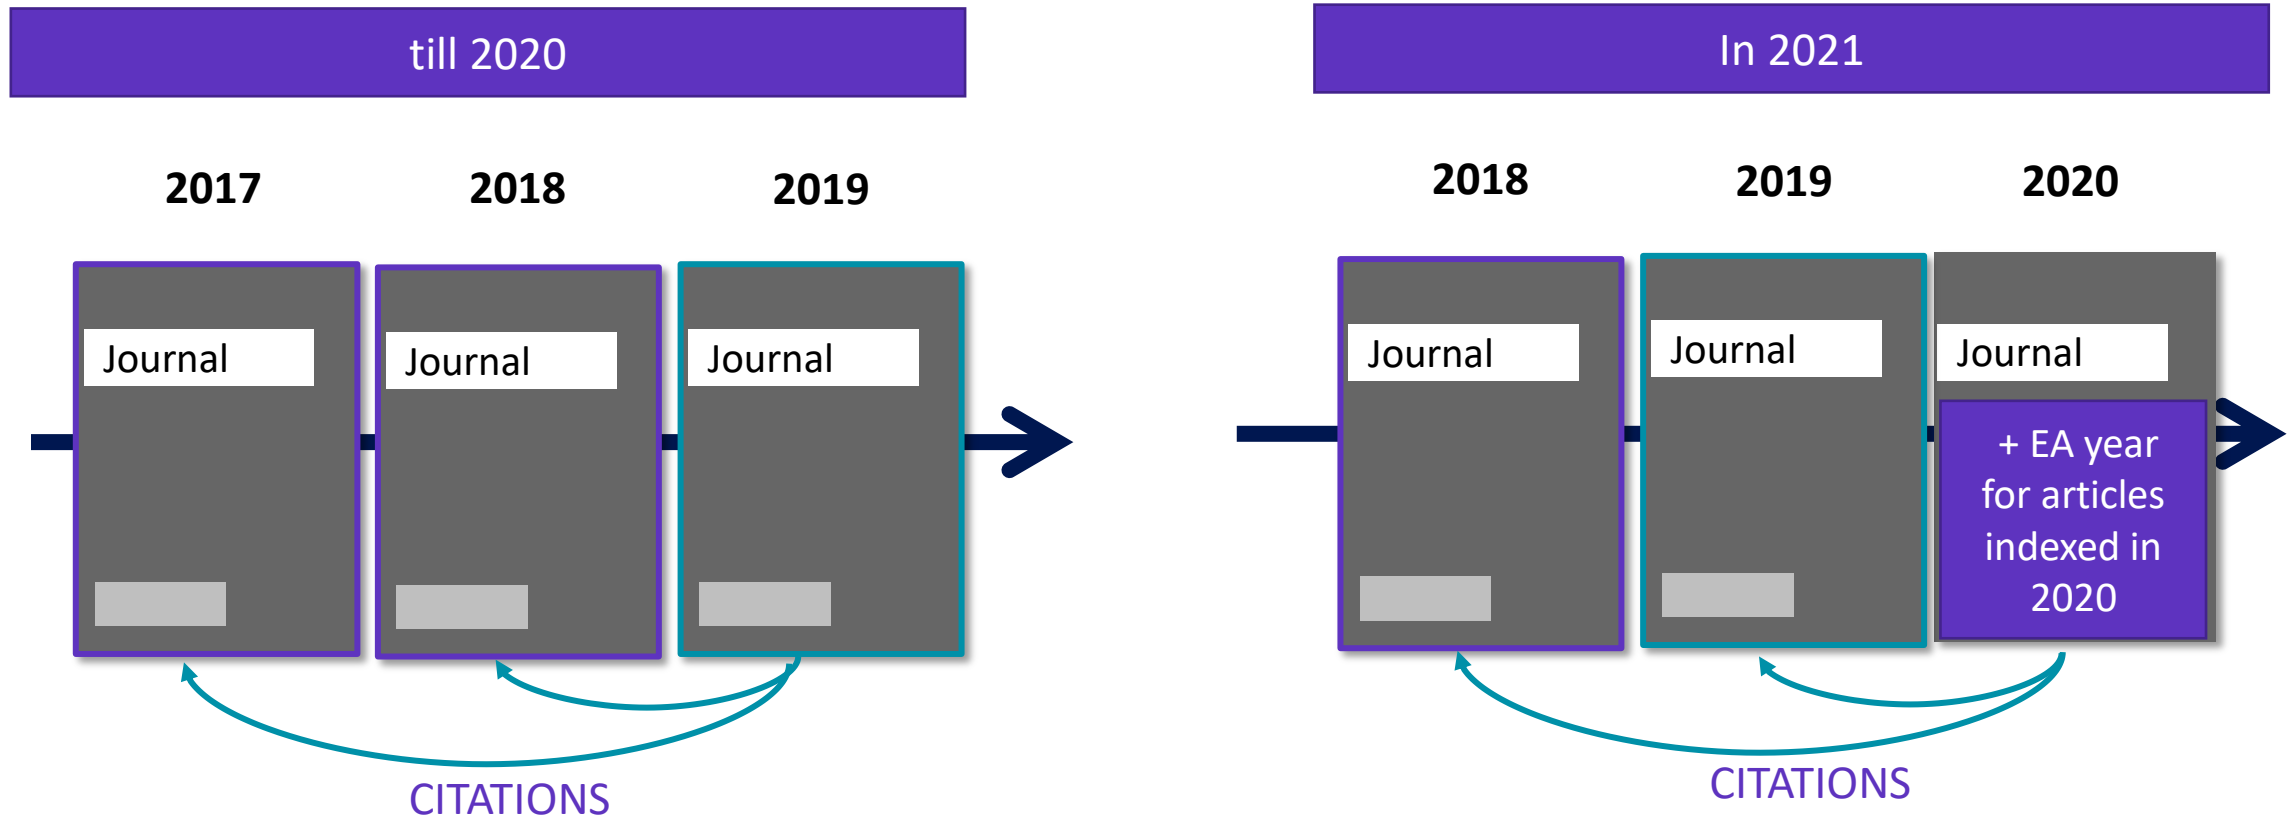 till 2020
2017
2018
2019
Journal
Journal
Journal
CITATIONS
In 2021
2018
2019
2020
Journal
Journal
Journal
+ EA year
for articles
indexed in
2020
CITATIONS